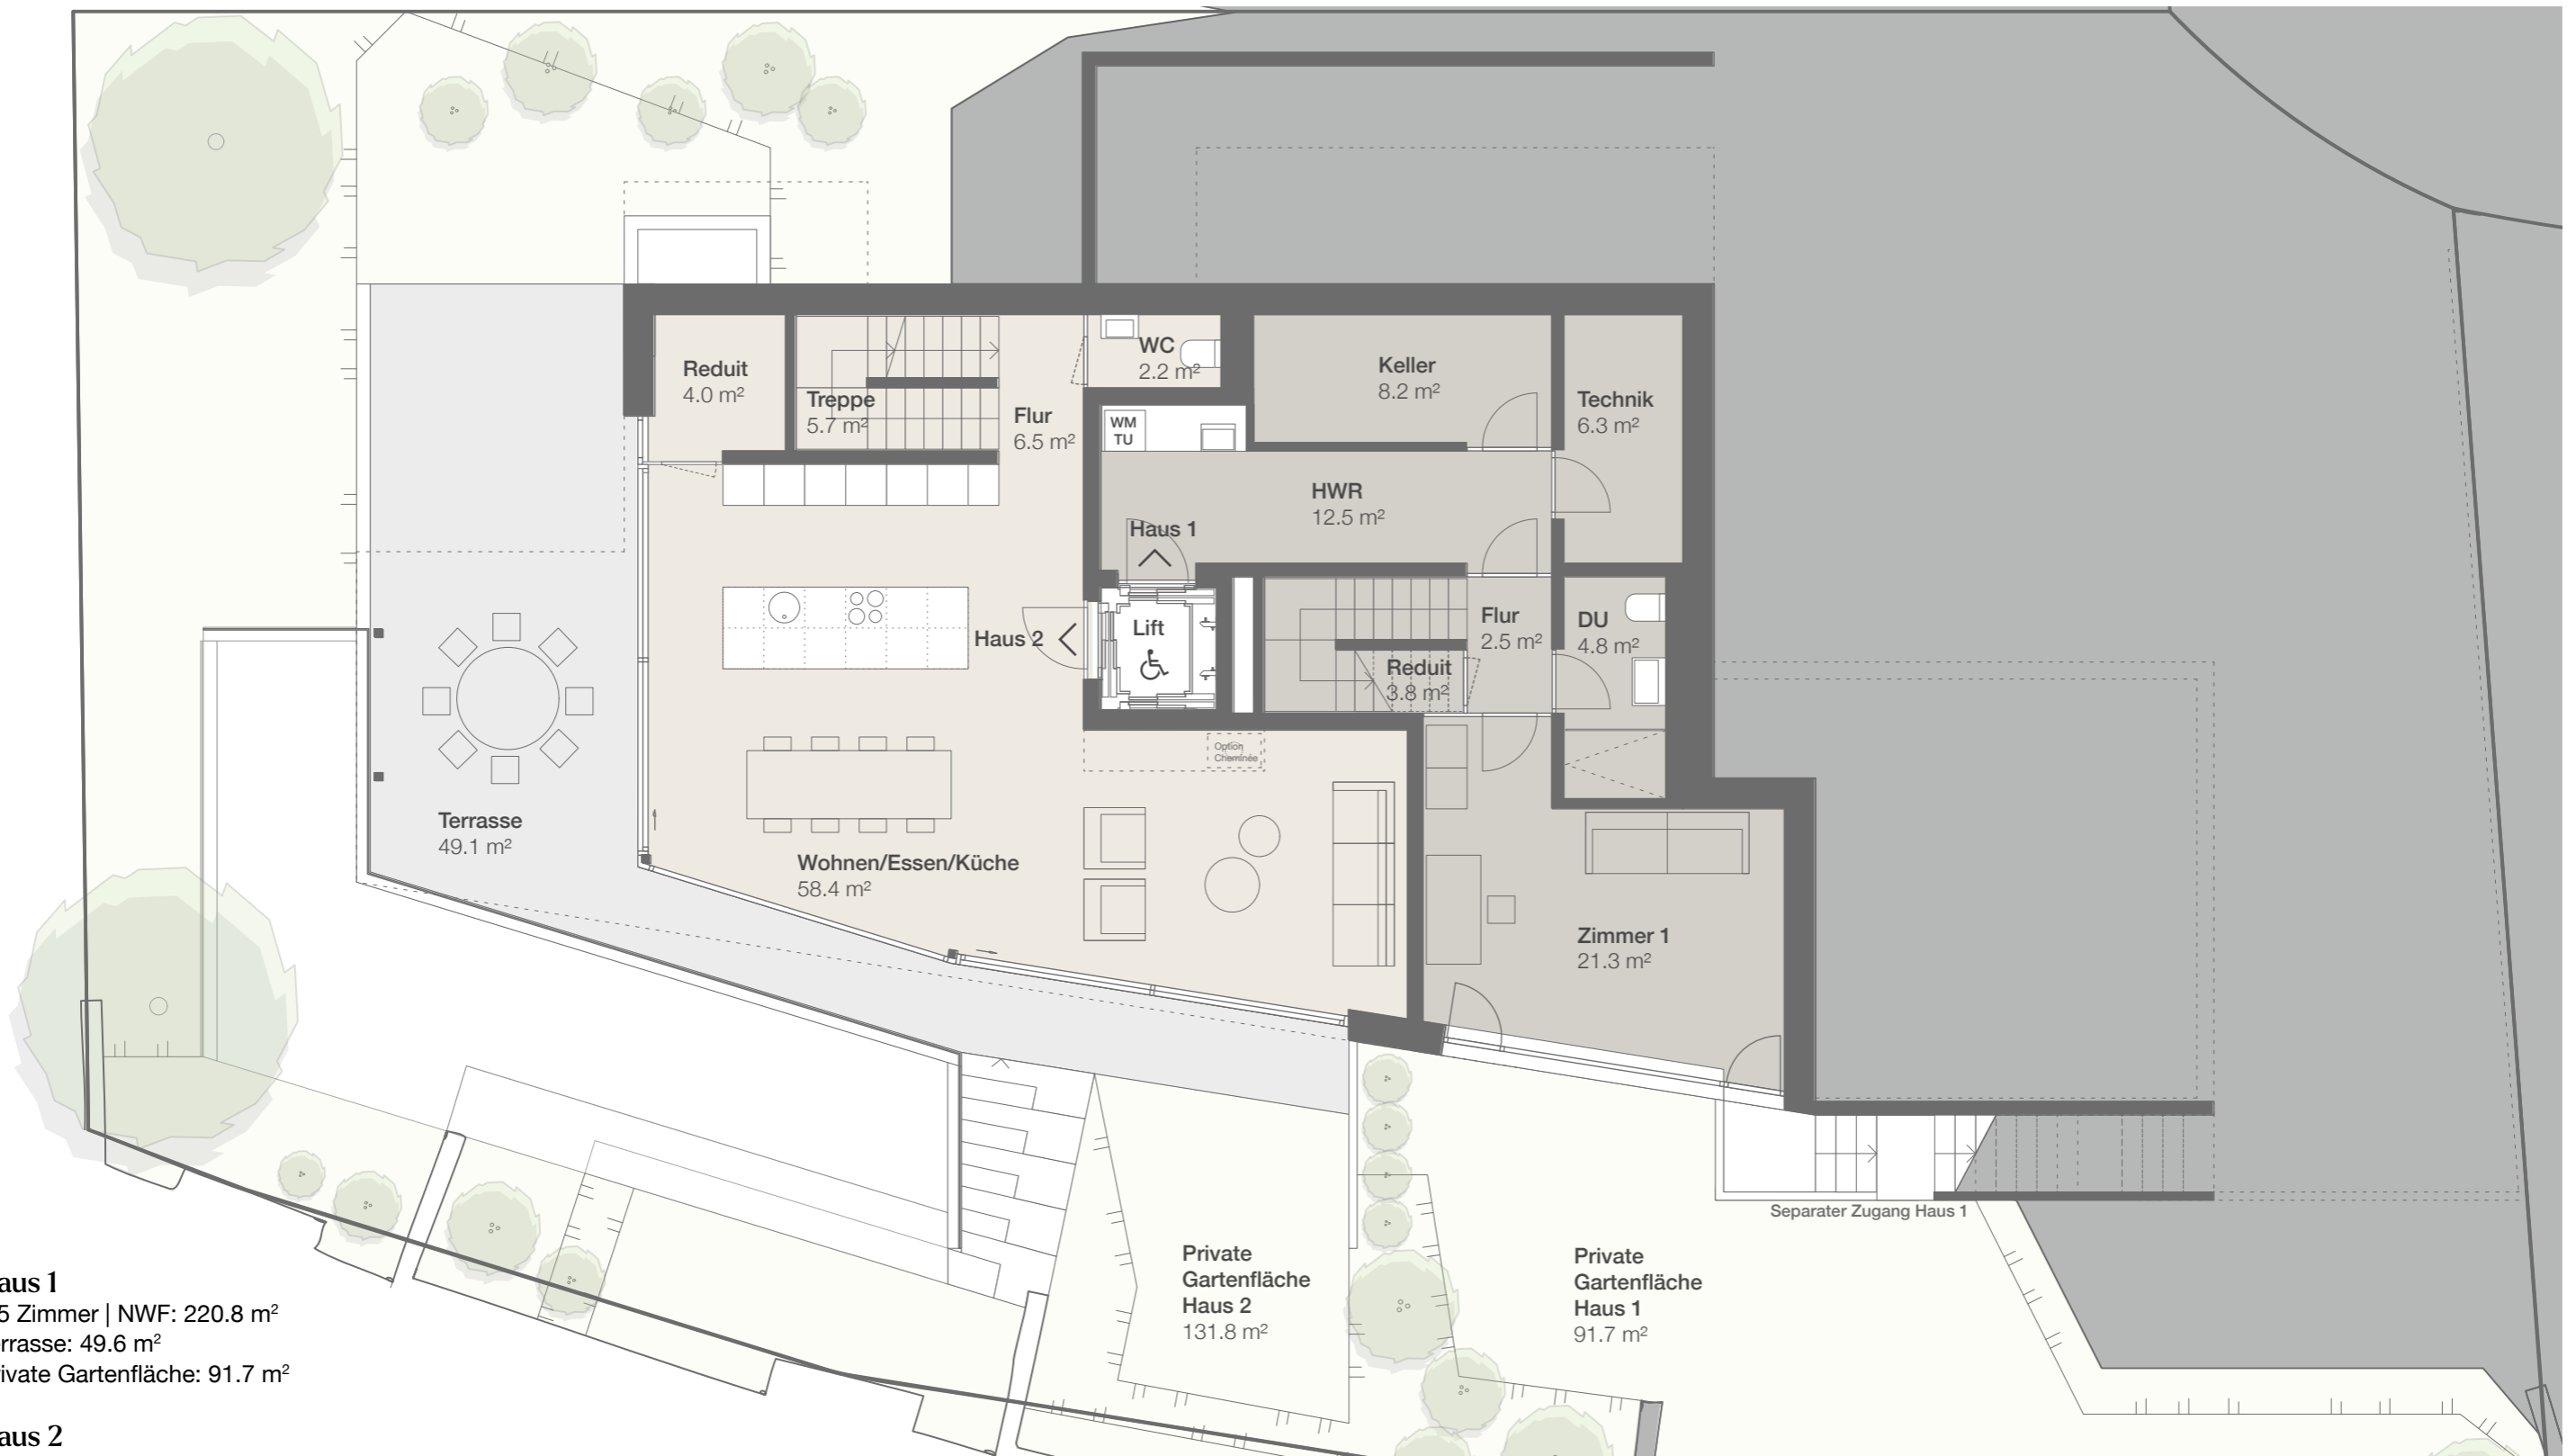 Reduit
4.0 m²
Treppe
5.7 m²
Flur
6.5 m²
WC
2.2 m²
WM
TU
Keller
8.2 m²
Technik
6.3 m²
HWR
12.5 m²
Haus 1
Haus 2
Lift
Flur
2.5 m²
DU
4.8 m²
Reduit
3.8 m²
Option
Cheminée
Terrasse
49.1 m²
Wohnen/Essen/Küche
58.4 m²
Zimmer 1
21.3 m²
Separater Zugang Haus 1
Private
Gartenfläche
Haus 2
131.8 m²
Private
Gartenfläche
Haus 1
91.7 m²
aus 1
5 Zimmer | NWF: 220.8 m²
errasse: 49.6 m²
rivate Gartenfläche: 91.7 m²
aus 2